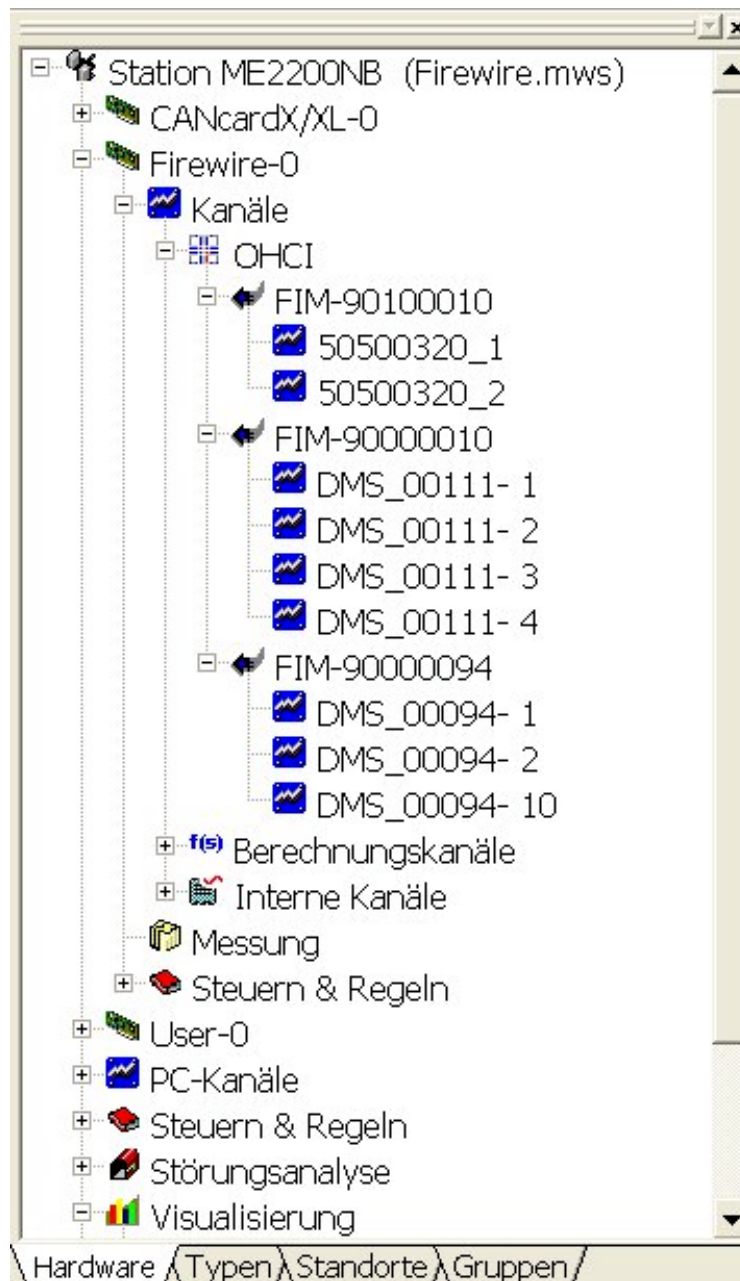 Station ME2200NB (Firewire.mws)
CANcardX/XL-0
Firewire-0
Kanäle
OHCI
FIM-90100010
50500320_1
50500320_2
FIM-90000010
DMS_00111- 1
DMS_00111- 2
DMS_00111- 3
DMS_00111- 4
FIM-90000094
DMS_00094- 1
DMS_00094- 2
DMS_00094- 10
f(s) Berechnungskanäle
Interne Kanäle
Messung
Steuern & Regeln
User-0
PC-Kanäle
Steuern & Regeln
Störungsanalyse
Visualisierung
Hardware Typen Standorte Gruppen